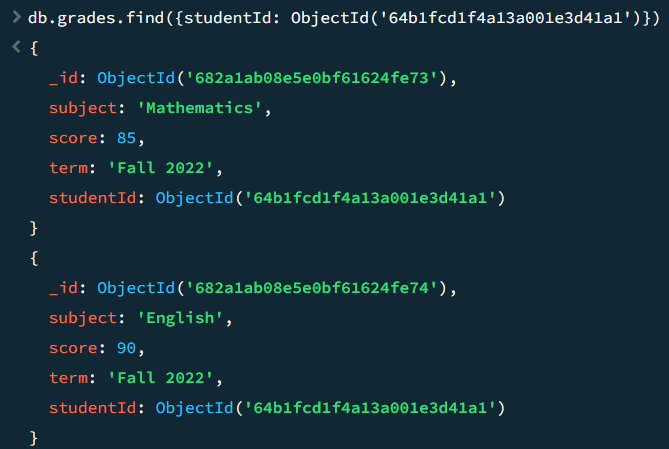 > db.grades.find({studentId: ObjectId('64b1fcd1f4a13a001e3d41a1')})
< {
_id: ObjectId('682a1ab08e5e0bf61624fe73'),
subject: 'Mathematics',
score: 85,
term: 'Fall 2022',
studentId: ObjectId('64b1fcd1f4a13a001e3d41a1')
}
{
_id: ObjectId('682a1ab08e5e0bf61624fe74'),
subject: 'English',
score: 90,
term: 'Fall 2022',
studentId: ObjectId('64b1fcd1f4a13a001e3d41a1')
}